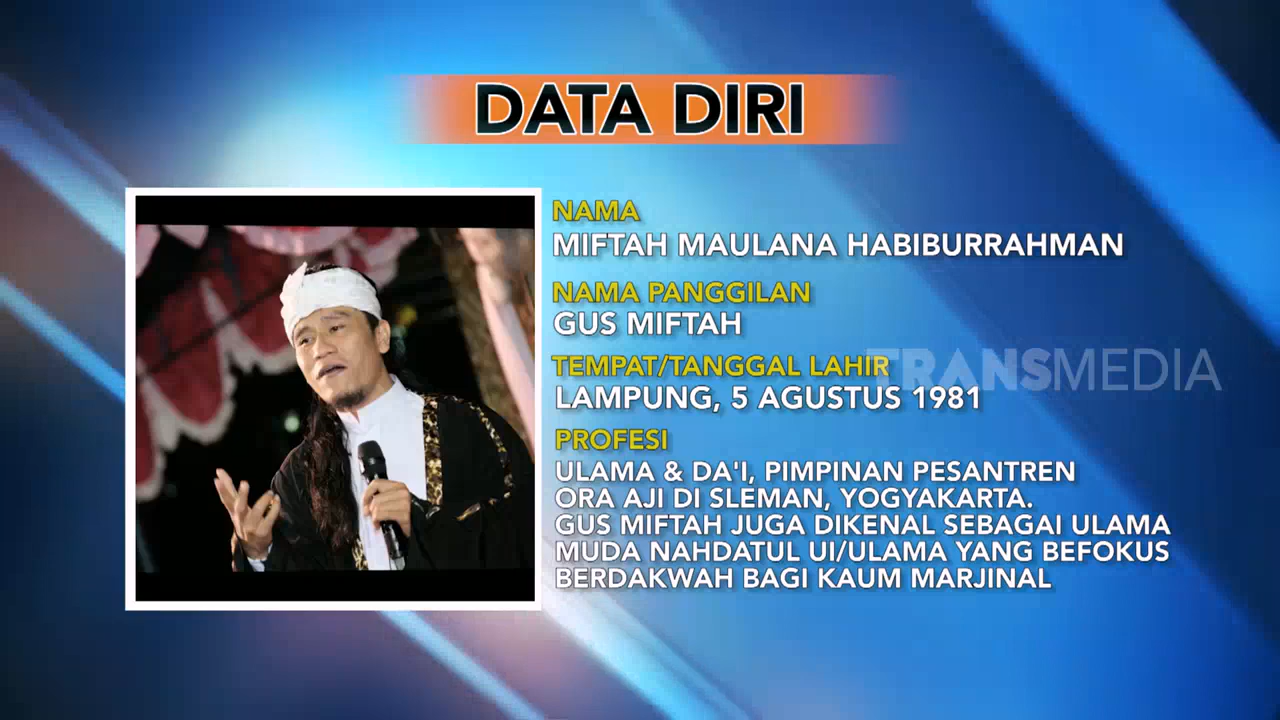 DATA DIRI
NAMA
MIFTAH MAULANA HABIBURRAHMAN
NAMA PANGGILAN
GUS MIFTAH
TEMPAT/TANGGAL LAHIR
TRANSMEDIA
LAMPUNG, 5 AGUSTUS 1981
PROFESI
ULAMA & DA'I, PIMPINAN PESANTREN
ORA AJI DI SLEMAN, YOGYAKARTA.
GUS MIFTAH JUGA DIKENAL SEBAGAI ULAMA
MUDA NAHDATUL UI/ULAMA YANG BEFOKUS
BERDAKWAH BAGI KAUM MARJINAL